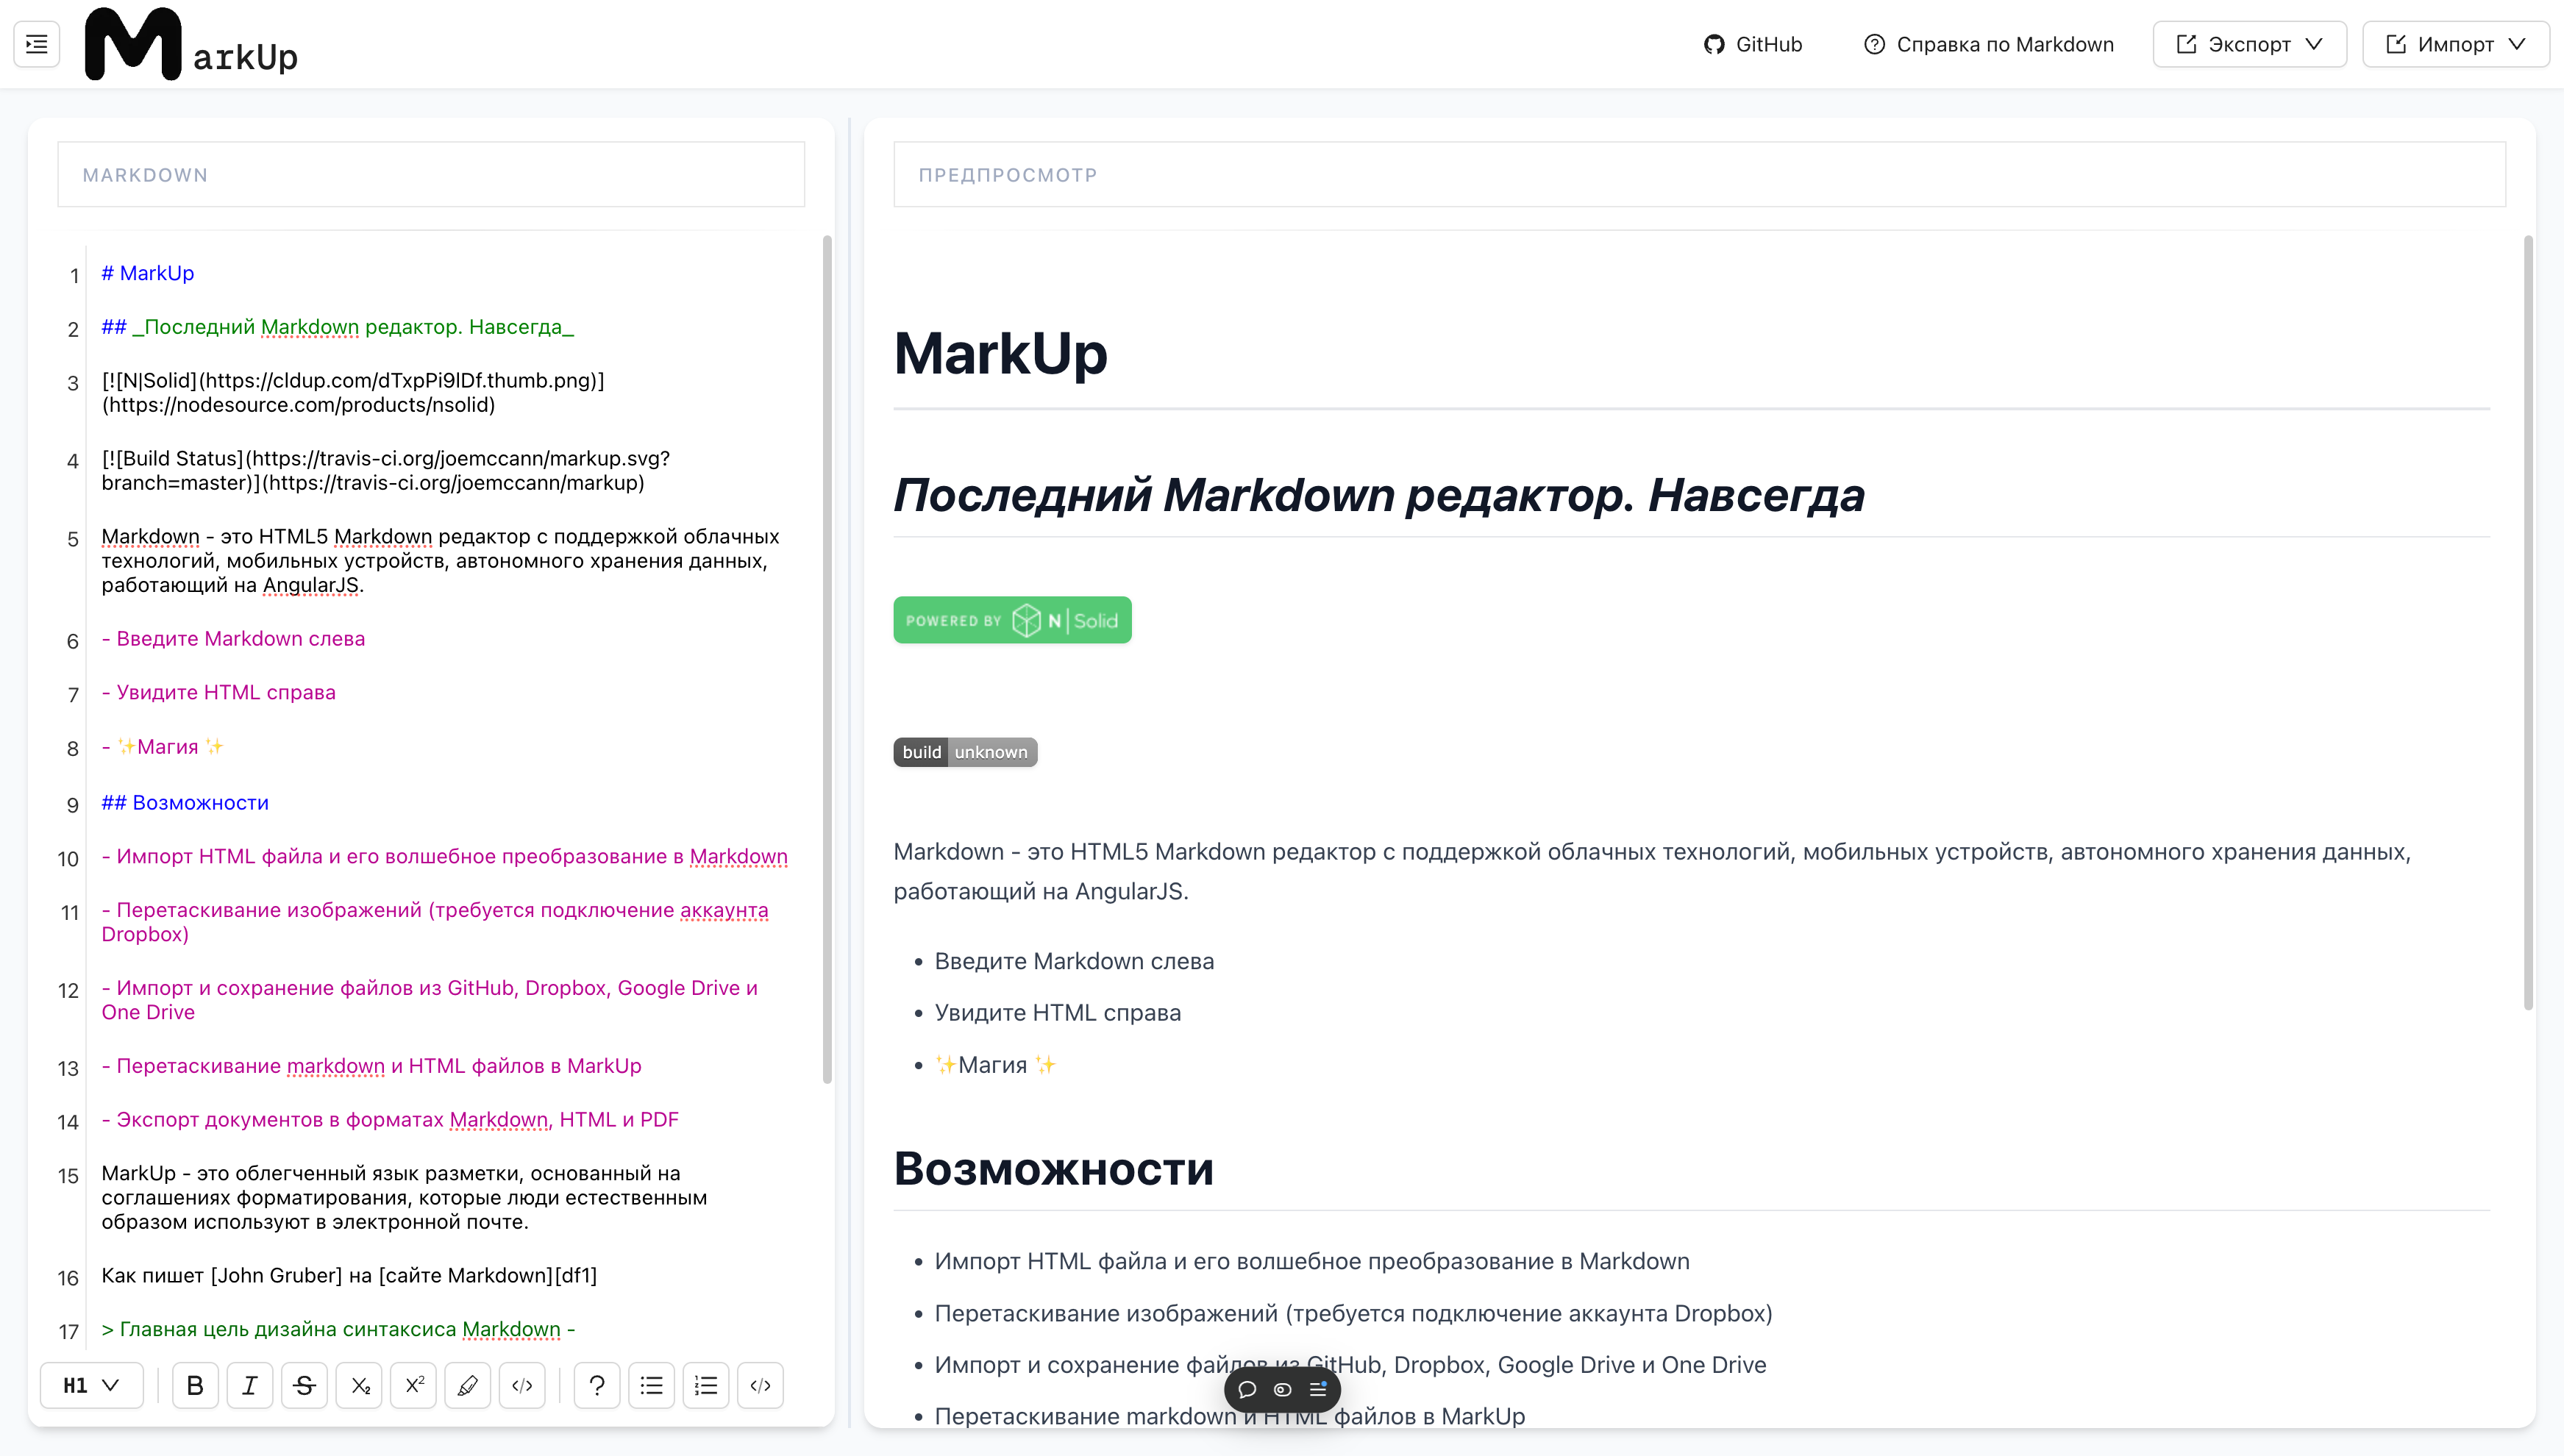 MarkUp
GitHub
Справка по Markdown
Экспорт
Импорт
MARKDOWN
1 # MarkUp
2 ## _Последний Markdown редактор. Навсегда_
3 [![N|Solid](https://cldup.com/dTxpPi9lDf.thumb.png)]
(https://nodesource.com/products/nsolid)
4 [![Build Status](https://travis-ci.org/joemccann/markup.svg?
branch=master)](https://travis-ci.org/joemccann/markup)
5 Markdown - это HTML5 Markdown редактор с поддержкой облачных
технологий, мобильных устройств, автономного хранения данных,
работающий на AngularJS.
6 - Введите Markdown слева
7 - Увидите HTML справа
8 - ✨Магия ✨
9 ## Возможности
10 - Импорт HTML файла и его волшебное преобразование в Markdown
11 - Перетаскивание изображений (требуется подключение аккаунта
Dropbox)
12 - Импорт и сохранение файлов из GitHub, Dropbox, Google Drive и
One Drive
13 - Перетаскивание markdown и HTML файлов в MarkUp
14 - Экспорт документов в форматах Markdown, HTML и PDF
15 MarkUp - это облегченный язык разметки, основанный на
соглашениях форматирования, которые люди естественным
образом используют в электронной почте.
16 Как пишет [John Gruber] на [сайте Markdown][df1]
17 > Главная цель дизайна синтаксиса Markdown -
H1 B I S X₂ X² </> ? </>
ПРЕДПРОСМОТР
MarkUp
Последний Markdown редактор. Навсегда
POWERED BY N|Solid
build unknown
Markdown - это HTML5 Markdown редактор с поддержкой облачных технологий, мобильных устройств, автономного хранения данных,
работающий на AngularJS.
• Введите Markdown слева
• Увидите HTML справа
• ✨Магия ✨
Возможности
• Импорт HTML файла и его волшебное преобразование в Markdown
• Перетаскивание изображений (требуется подключение аккаунта Dropbox)
• Импорт и сохранение файлов из GitHub, Dropbox, Google Drive и One Drive
• Перетаскивание markdown и HTML файлов в MarkUp